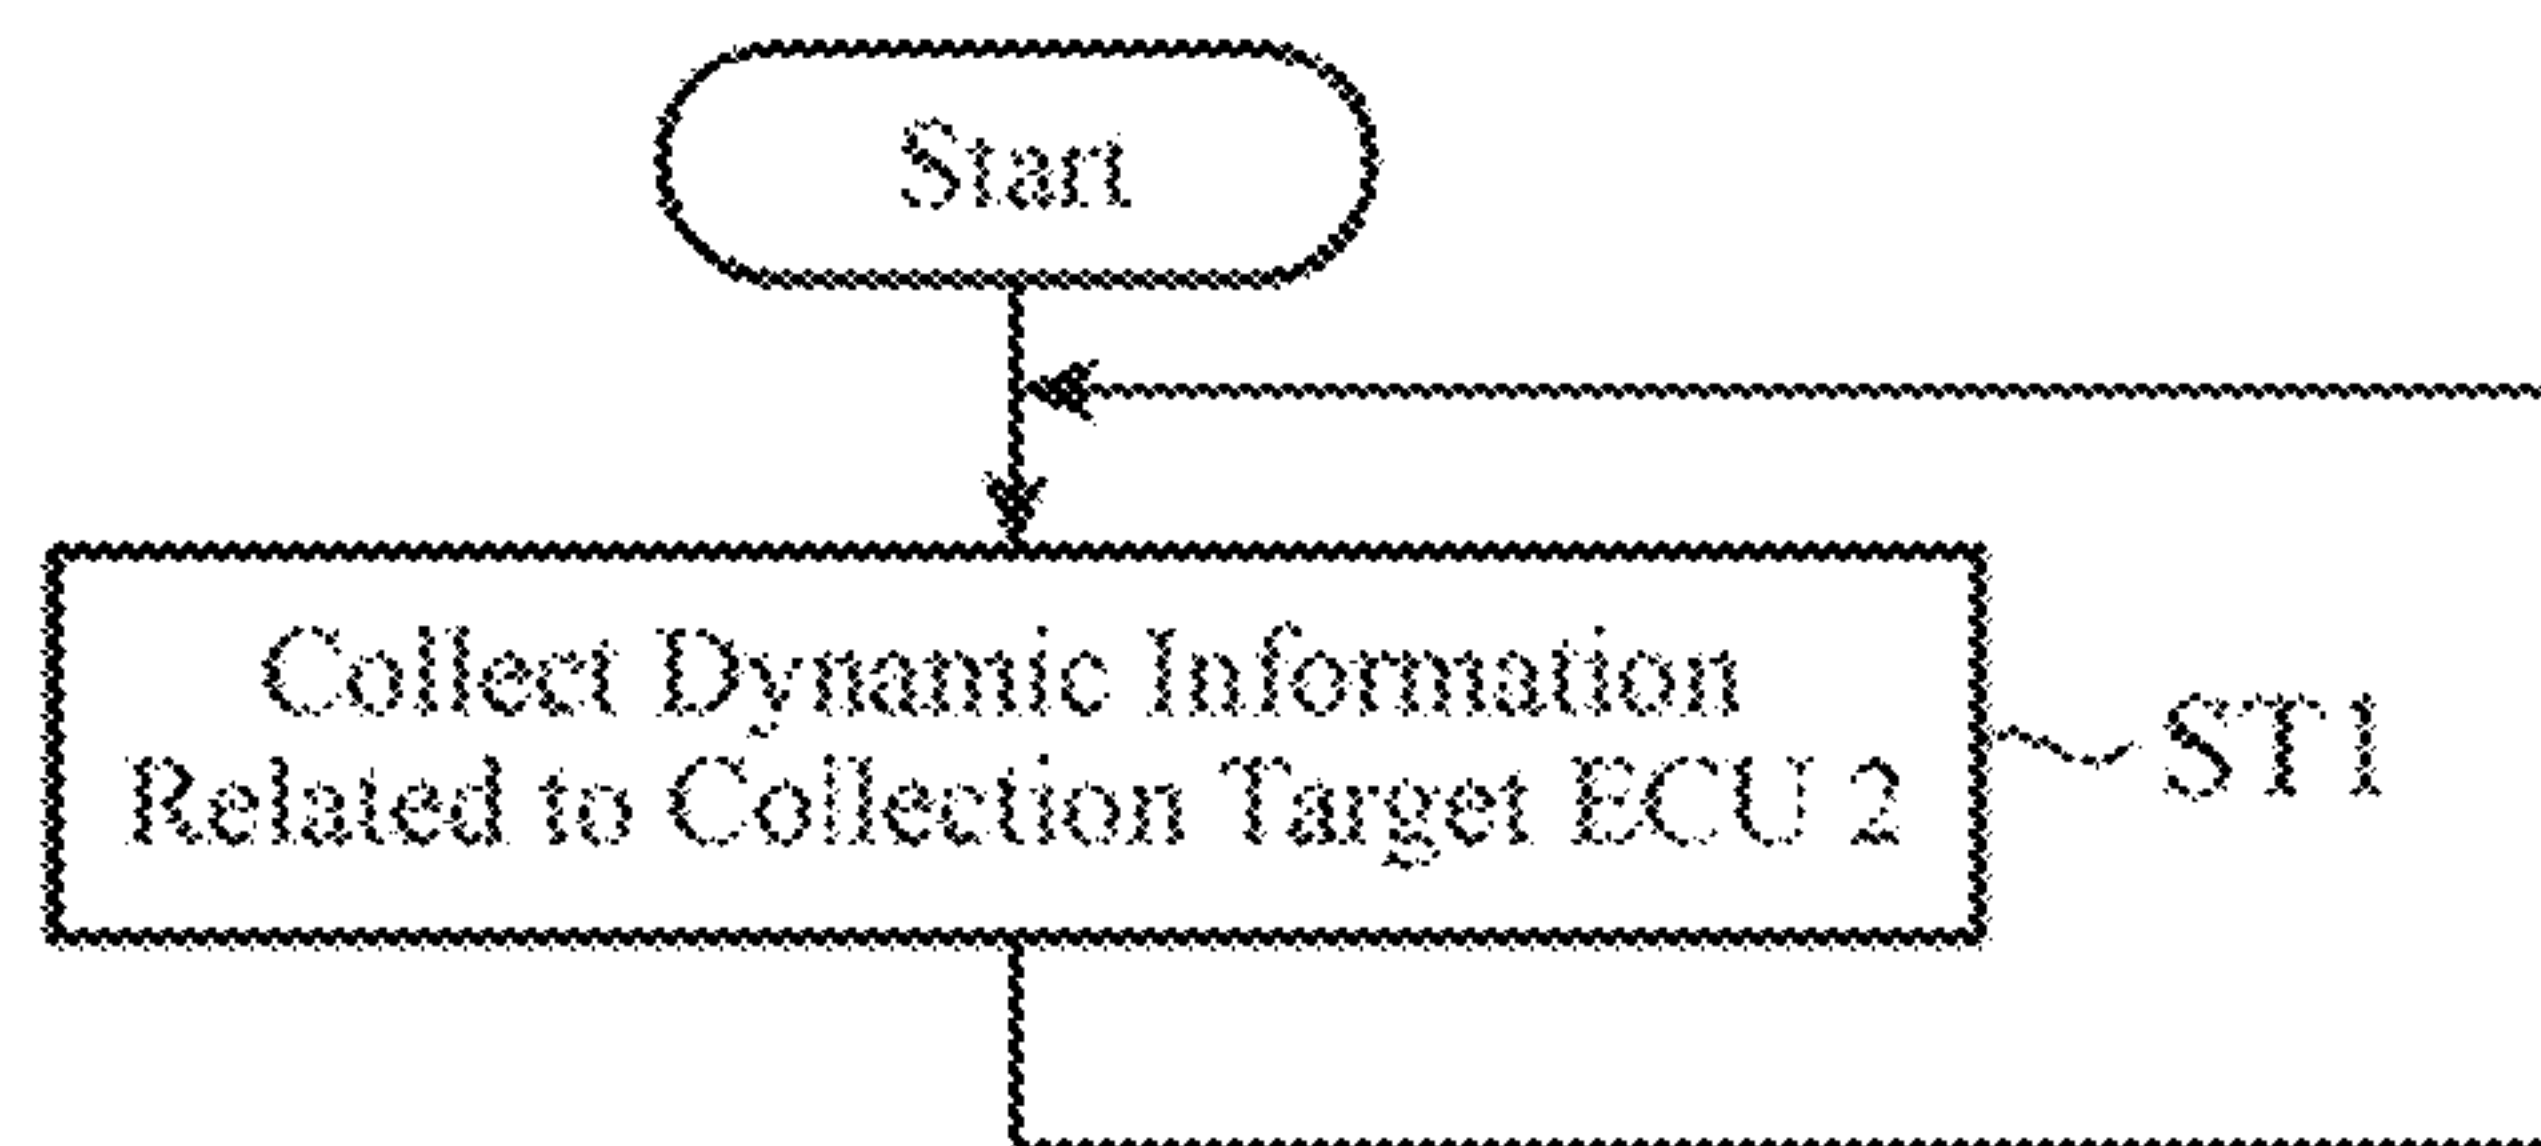 Start
Collect Dynamic Information
Related to Collection Target ECU 2
ST1